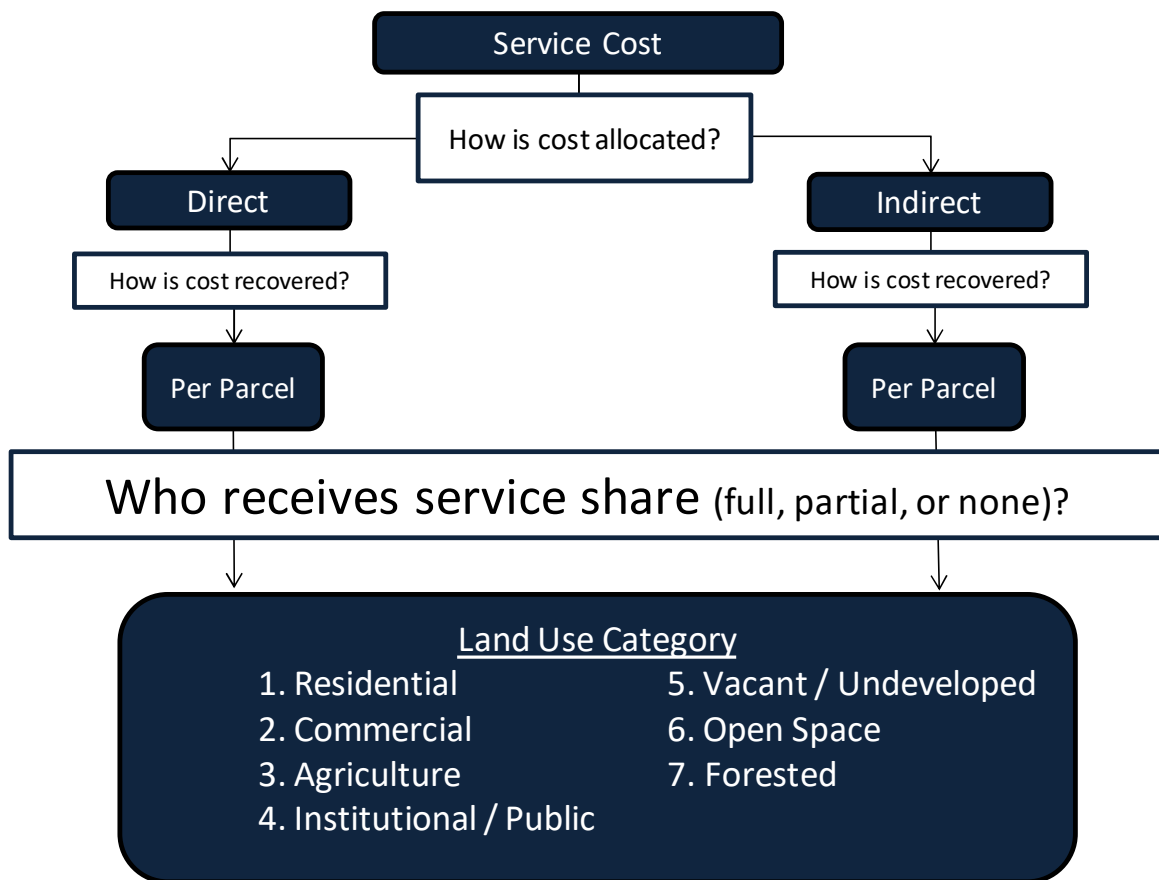 Service Cost
How is cost allocated?
Direct
Indirect
How is cost recovered?
How is cost recovered?
Per Parcel
Per Parcel
Who receives service share (full, partial, or none)?
Land Use Category
1. Residential
2. Commercial
3. Agriculture
4. Institutional / Public
5. Vacant / Undeveloped
6. Open Space
7. Forested